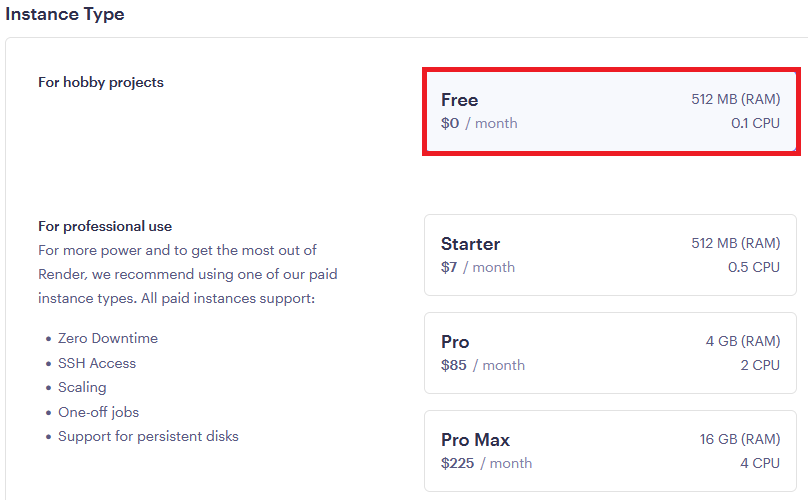 Instance Type
For hobby projects
Free
512 MB (RAM)
$0 / month
0.1 CPU
For professional use
For more power and to get the most out of
Render, we recommend using one of our paid
instance types. All paid instances support:
• Zero Downtime
• SSH Access
• Scaling
• One-off jobs
• Support for persistent disks
Starter
512 MB (RAM)
$7 / month
0.5 CPU
Pro
4 GB (RAM)
$85 / month
2 CPU
Pro Max
16 GB (RAM)
$225 / month
4 CPU